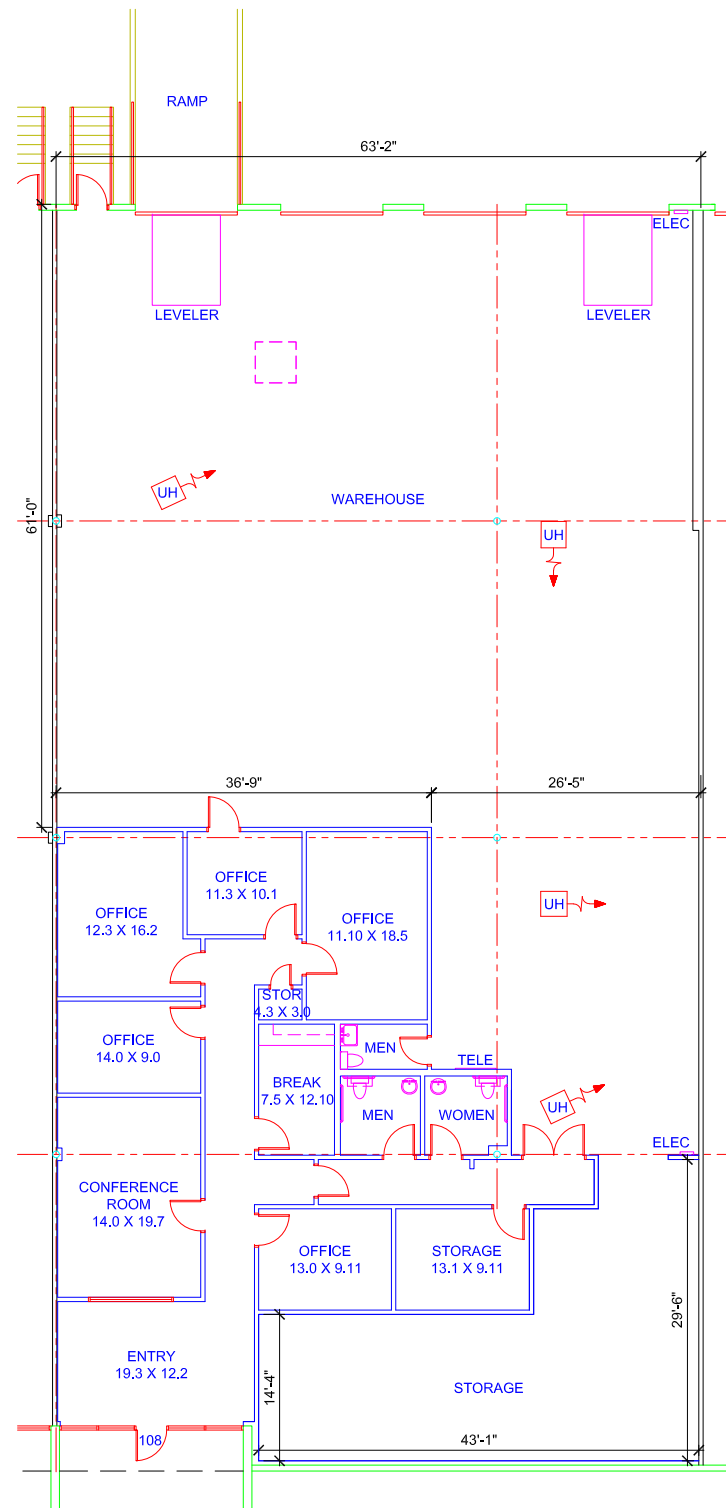 RAMP
63'-2"
ELEC
LEVELER
LEVELER
UH
WAREHOUSE
61'-0"
UH
36'-9"
26'-5"
OFFICE
11.3 X 10.1
OFFICE
12.3 X 16.2
OFFICE
11.10 X 18.5
UH
STOR
4.3 X 3.0
OFFICE
14.0 X 9.0
MEN
TELE
BREAK
7.5 X 12.10
MEN
WOMEN
UH
ELEC
CONFERENCE
ROOM
14.0 X 19.7
OFFICE
13.0 X 9.11
STORAGE
13.1 X 9.11
29'-6"
ENTRY
19.3 X 12.2
14'-4"
STORAGE
108
43'-1"